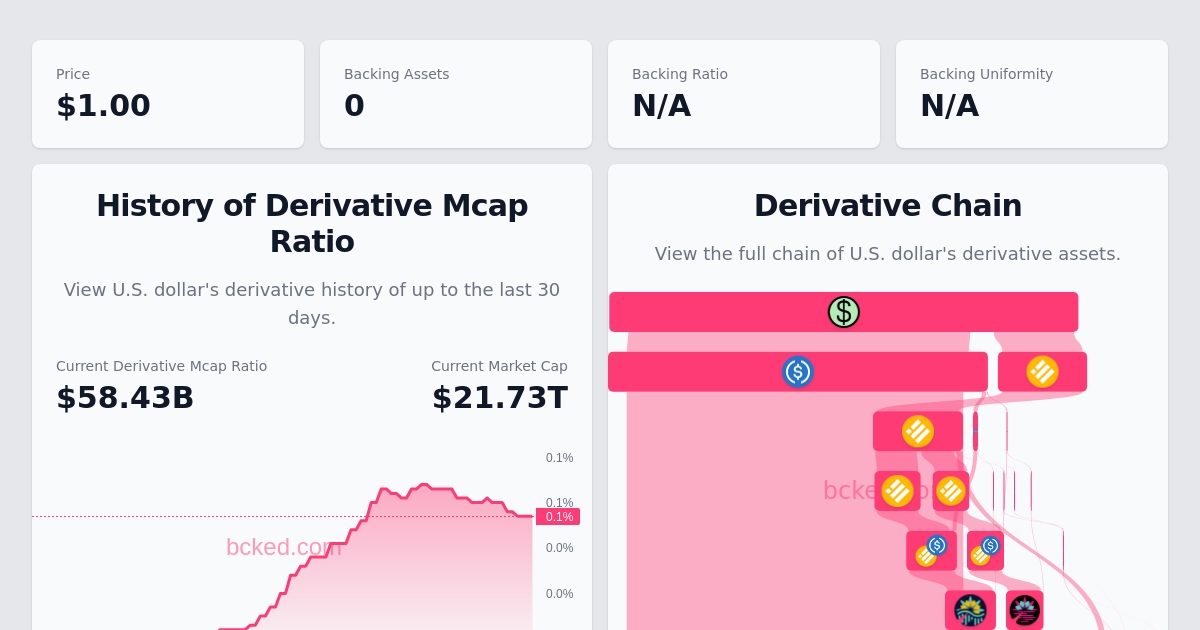 Price
$1.00
Backing Assets
0
Backing Ratio
N/A
Backing Uniformity
N/A
History of Derivative Mcap
Ratio
View U.S. dollar's derivative history of up to the last 30
days.
Current Derivative Mcap Ratio
$58.43B
Current Market Cap
$21.73T
0.1%
0.1%
0.1%
0.0%
0.0%
bcked.com
Derivative Chain
View the full chain of U.S. dollar's derivative assets.